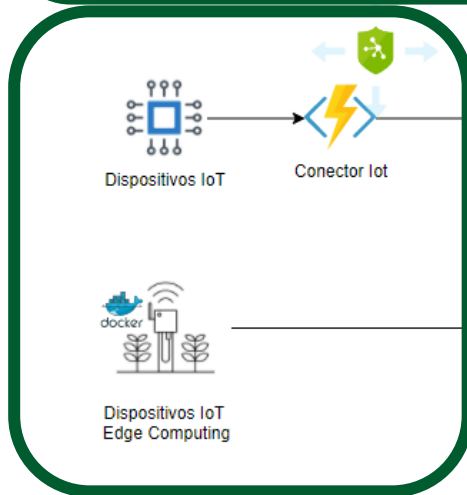 Dispositivos IoT
Conector Iot
docker
Dispositivos IoT
Edge Computing